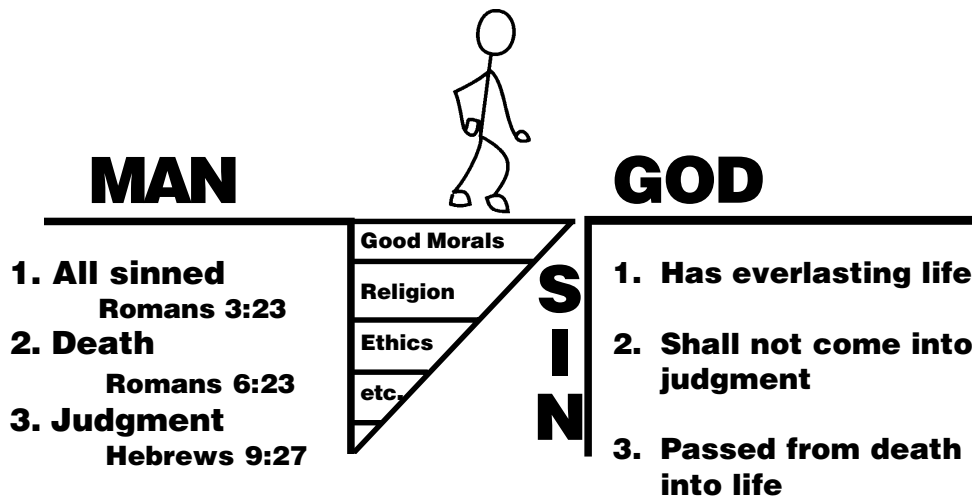 MAN
GOD
1. All sinned
Romans 3:23
2. Death
Romans 6:23
3. Judgment
Hebrews 9:27
Good Morals
Religion
Ethics
etc.
S
I
N
1. Has everlasting life
2. Shall not come into
judgment
3. Passed from death
into life